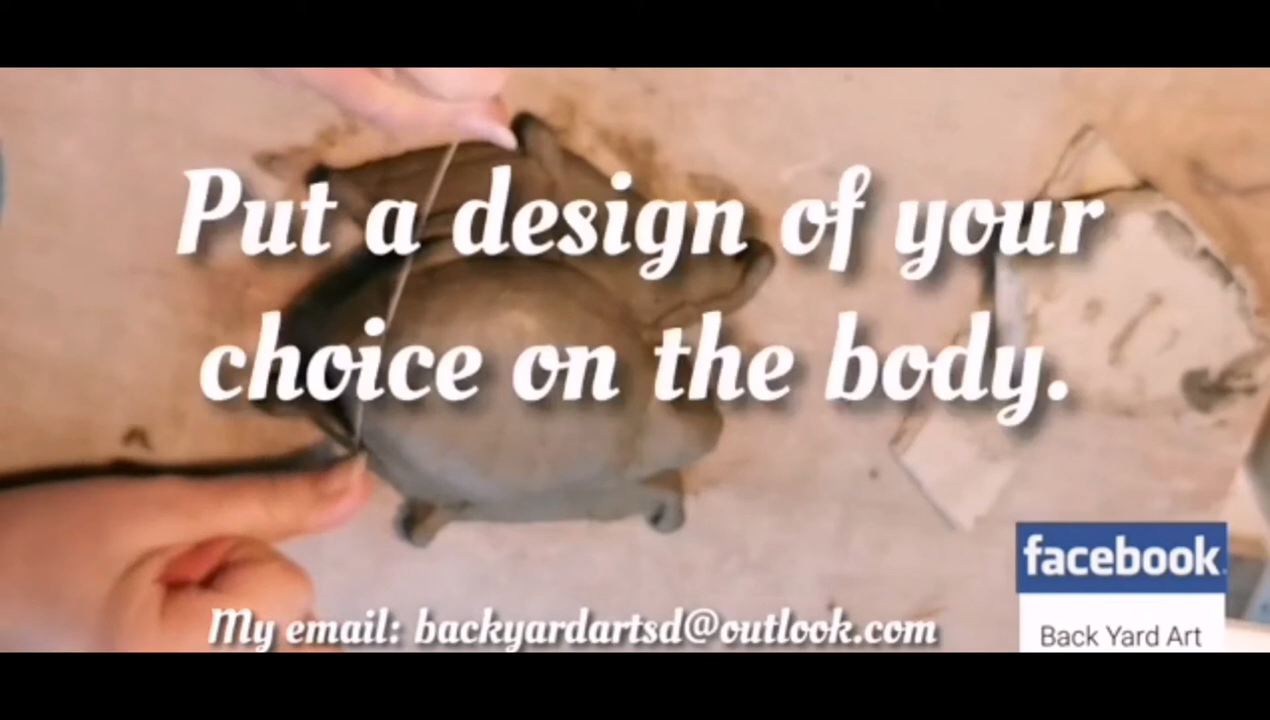 Put a design of your
choice on the body.
facebook.
My email: backyardartsd@outlook.com
Back Yard Art